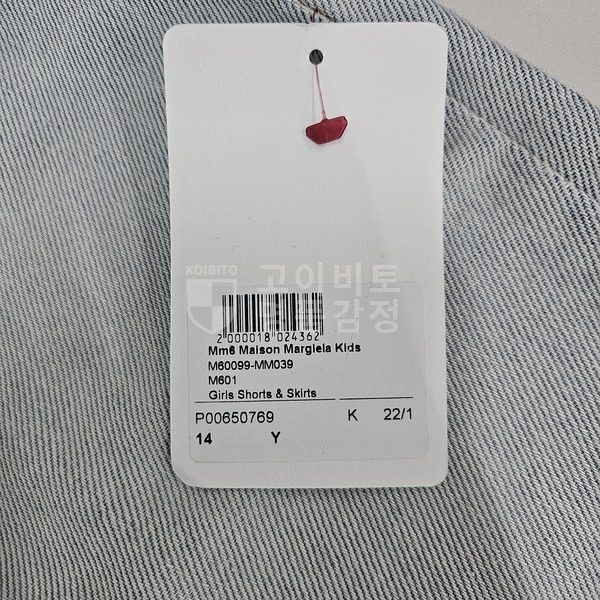 KOIBITO
고이비토
감정
2 000018 024362
Mm6 Maison Margiela Kids
M60099-MM039
M601
Girls Shorts & Skirts
P00650769 K 22/1
14 Y